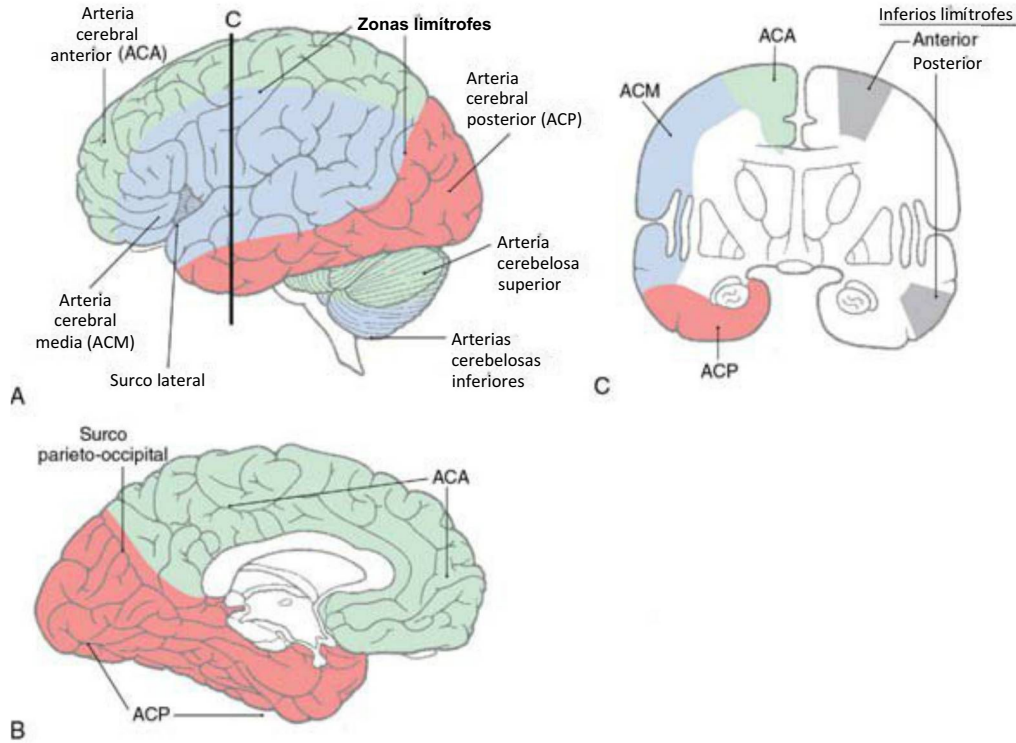 Arteria
cerebral
anterior (ACA)
C
Zonas limítrofes
Arteria
cerebral
posterior (ACP)
Arteria
cerebelosa
superior
Arterias
cerebelosas
inferiores
Arteria
cerebral
media (ACM)
Surco lateral
A
Inferios limítrofes
Anterior
Posterior
ACA
ACM
ACP
C
Surco
parieto-occipital
ACA
ACP
B